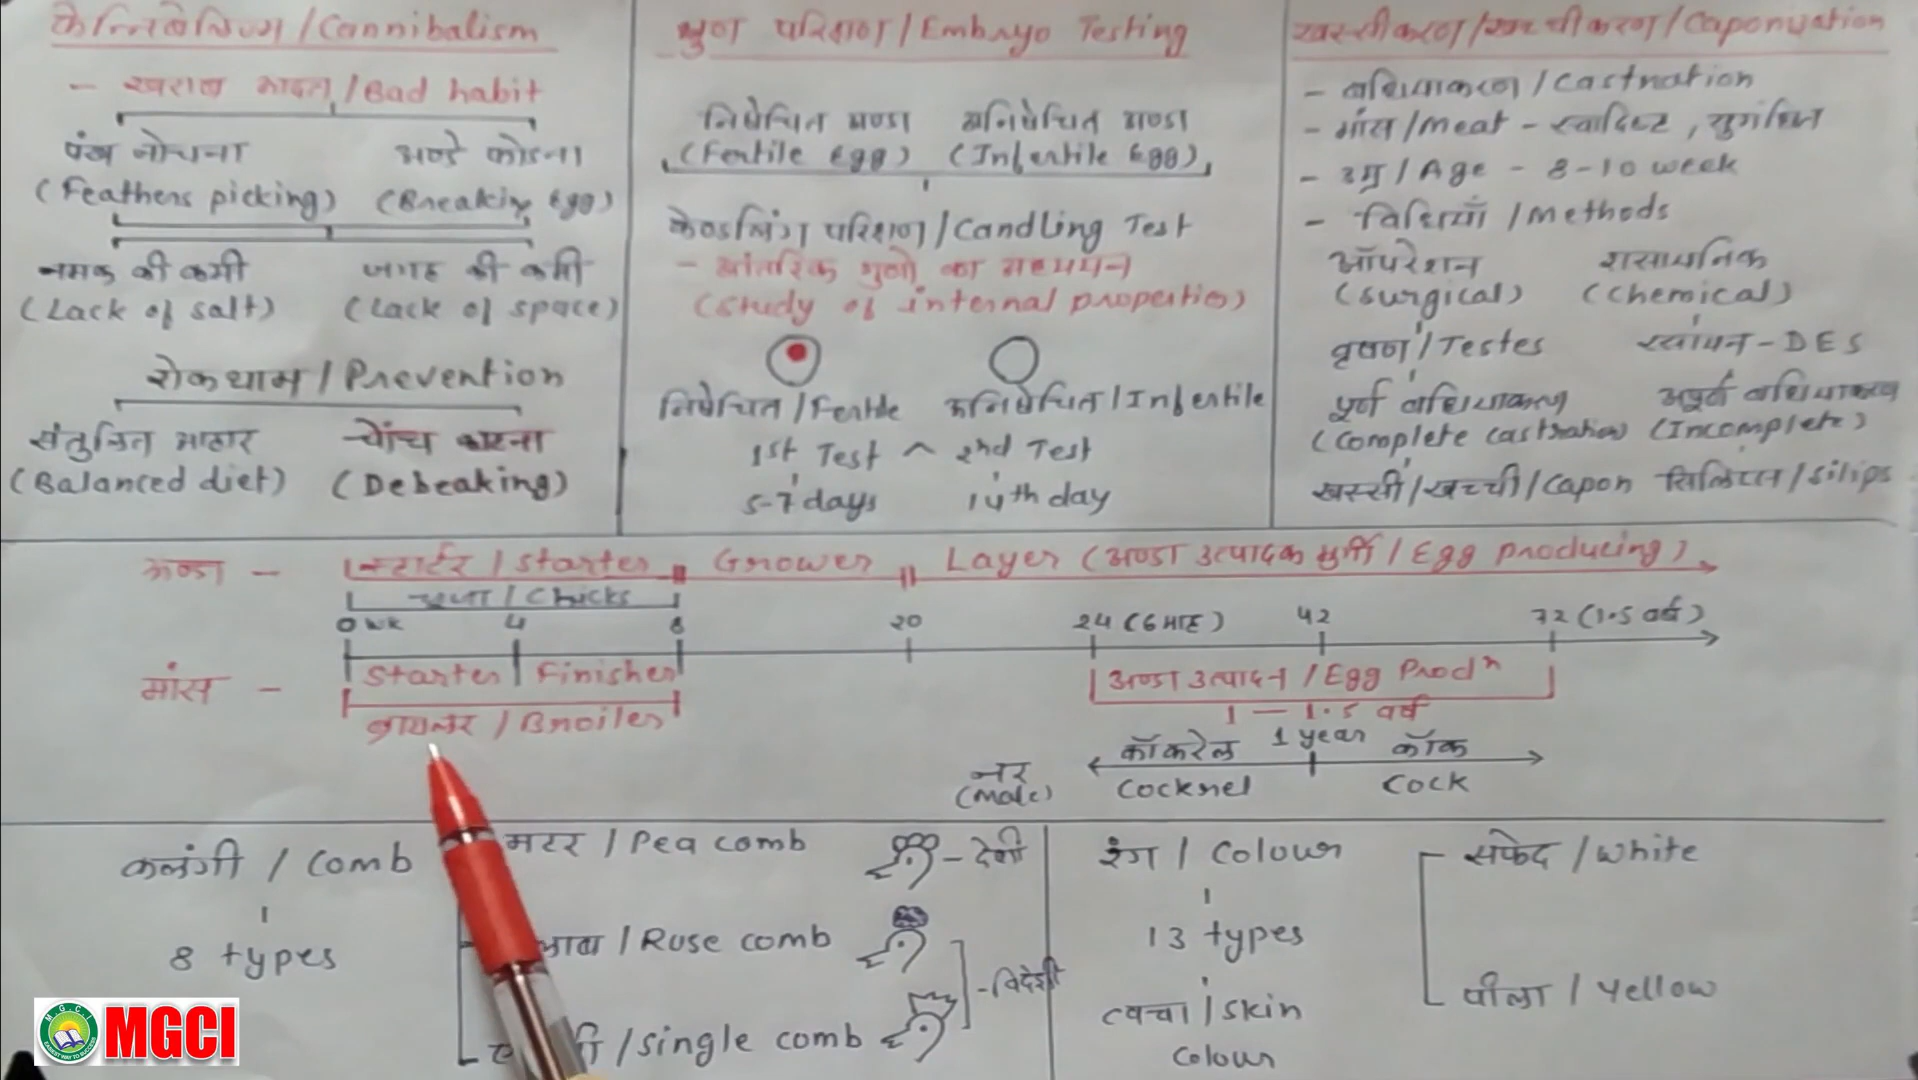 केन्निबेलिज्म/Cannibalism
- खराब आदत/Bad habit
पंख नोचना
अण्डे फोडना
(Feathers picking)
(Breaking Egg)
नमक की कमी
जगह की कमी
(Lack of salt)
(Lack of space)
रोकथाम/Prevention
संतुलित आहार
चोंच काटना
(Balanced diet)
(Debeaking)
भ्रुण परिक्षण/Embryo Testing
निषेचित अण्डा
अनिषेचित अण्डा
(Fertile Egg)
(Infertile Egg)
केण्डलिंग परिक्षण/Candling Test
- आंतरिक गुणो का अध्ययन
(Study of internal properties)
निषेचित/Fertile
अनिषेचित/Infertile
1st Test
2nd Test
5-7 days
14th day
खस्सीकरण/खच्चीकरण/Caponization
- बधियाकरण/Castration
- मांस/Meat - स्वादिष्ट, सुगंधित
- उम्र/Age - 8-10 week
- विधियाँ/Methods
ऑपरेशन
रासायनिक
(Surgical)
(Chemical)
वृषण/Testes
रसायन-DES
पूर्ण बधियाकरण
अपूर्ण बधियाकरण
(Complete castration)
(Incomplete)
खस्सी/खच्ची/Capon
सिलिप्स/Silips
अण्डा -
स्टार्टर/Starter
Grower
Layer (अण्डा उत्पादक मुर्गी/Egg producing)
चूजा/Chicks
0 wk 4 8 20 24 (6 माह) 42 72 (1.5 वर्ष)
मांस -
Starter
Finisher
अण्डा उत्पादन/Egg Prodⁿ
ब्रायलर/Broiler
1 - 1.5 वर्ष
नर
(Male)
कॉकरेल 1 year कॉक
Cockrel
Cock
कलंगी/Comb
8 types
मटर/Pea comb
- देशी
/Rose comb
- विदेशी
/Single comb
रंग/Colour
13 types
त्वचा/Skin
Colour
सफेद/White
पीला/Yellow
M.G.C.I
EASIEST WAY TO SUCCESS
MGCI